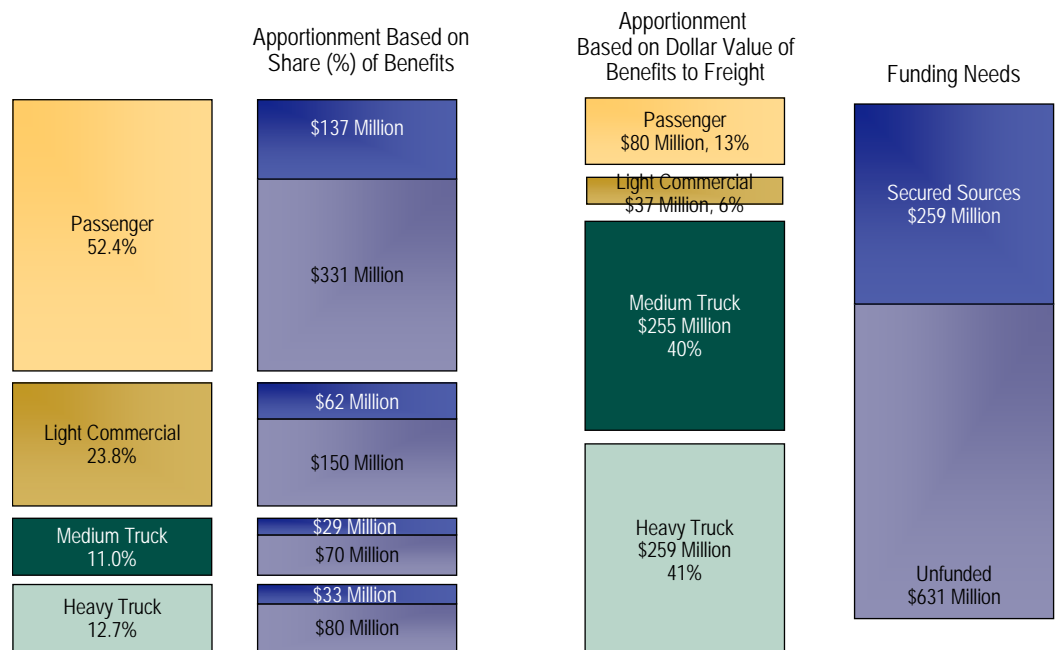 Apportionment Based on
Share (%) of Benefits
Apportionment
Based on Dollar Value of
Benefits to Freight
Funding Needs
Passenger
52.4%
$137 Million
$331 Million
Light Commercial
23.8%
$62 Million
$150 Million
Medium Truck
11.0%
$29 Million
$70 Million
Heavy Truck
12.7%
$33 Million
$80 Million
Passenger
$80 Million, 13%
Light Commercial
$37 Million, 6%
Medium Truck
$255 Million
40%
Heavy Truck
$259 Million
41%
Secured Sources
$259 Million
Unfunded
$631 Million